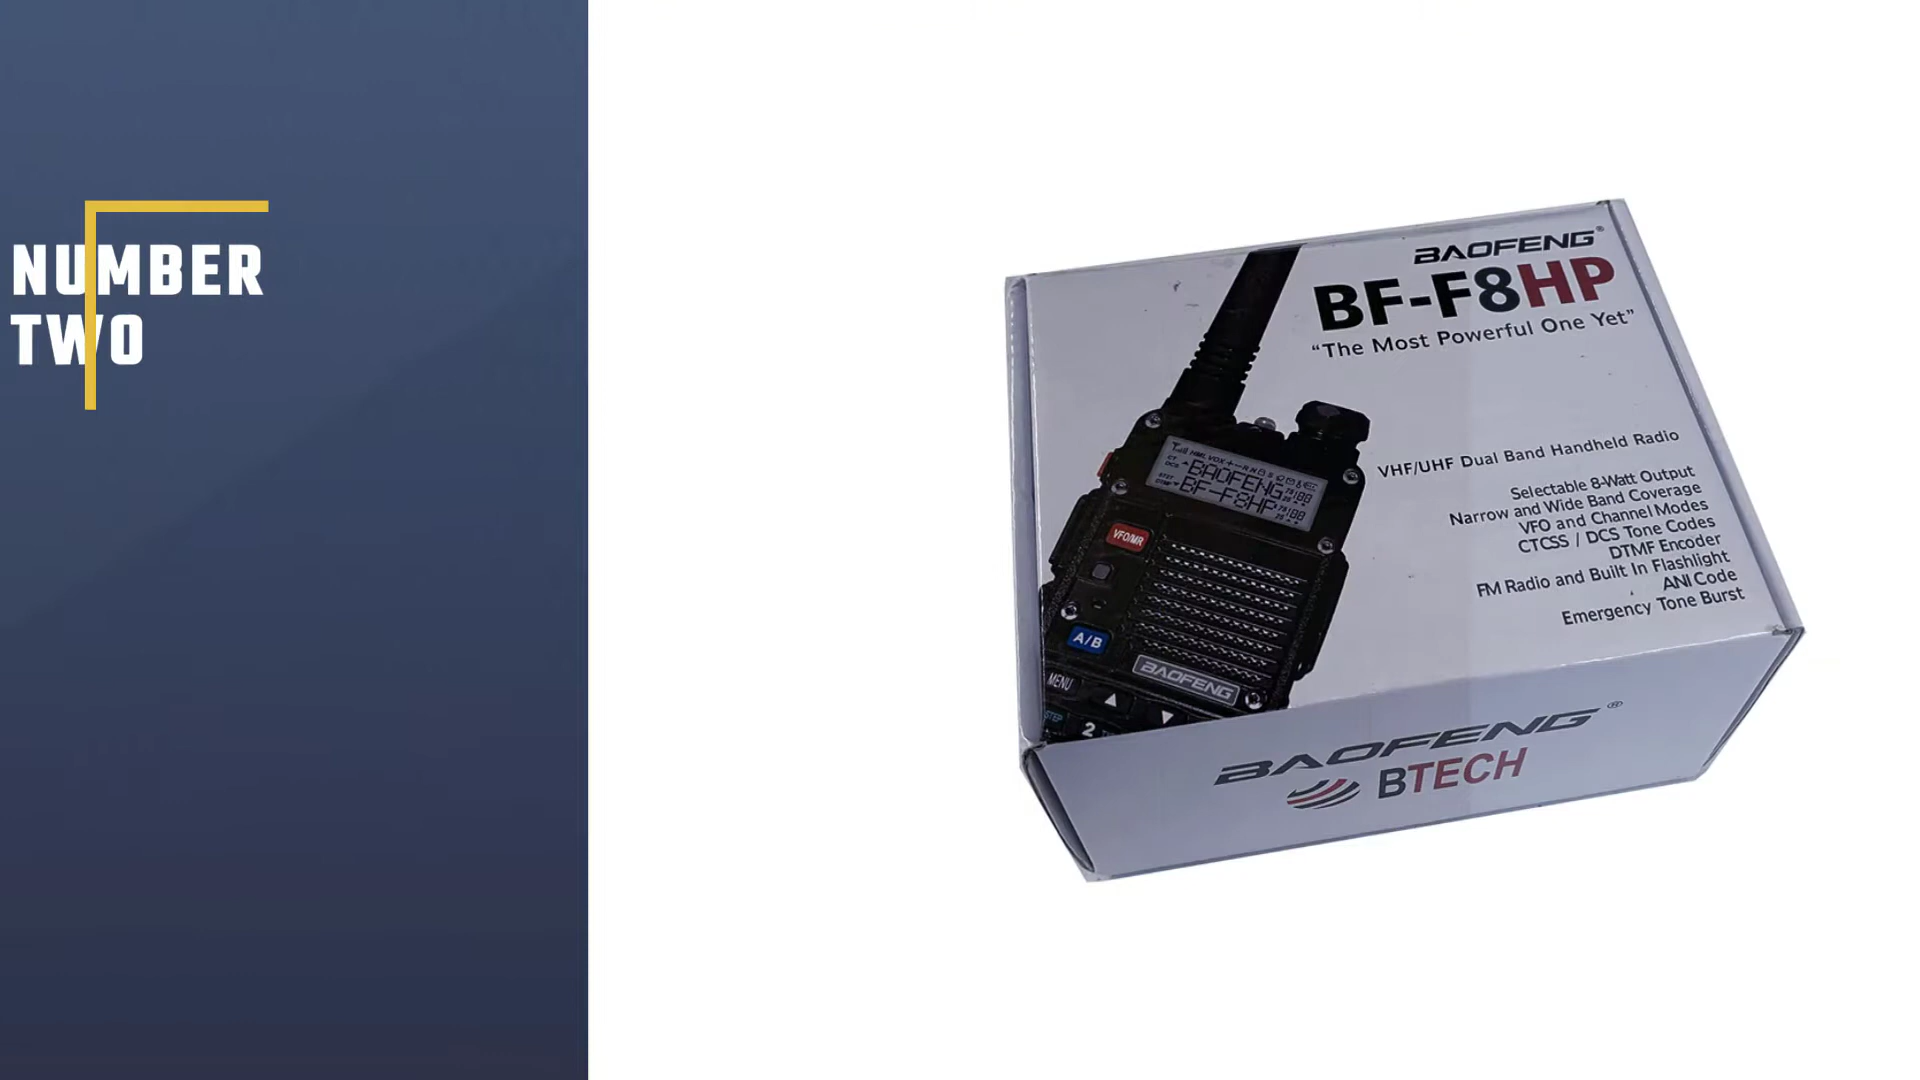 NUMBER
TWO
BAOFENG®
BF-F8HP
"The Most Powerful One Yet"
VHF/UHF Dual Band Handheld Radio
Selectable 8-Watt Output
Narrow and Wide Band Coverage
VFO and Channel Modes
CTCSS / DCS Tone Codes
DTMF Encoder
FM Radio and Built In Flashlight
ANI Code
Emergency Tone Burst
BAOFENG
BF-F8HP
VFO/MR
A/B
BAOFENG
MENU
STEP
2
BAOFENG®
BTECH